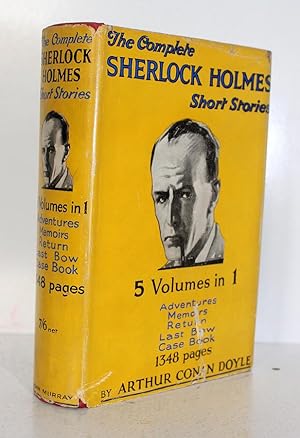 The Complete
SHERLOCK HOLMES
Short Stories
5 Volumes in 1
Adventures
Memoirs
Return
Last Bow
Case Book
1348 pages
BY ARTHUR CONAN DOYLE
The Complete
SHERLOCK
HOLMES
Short Stories
Volumes in 1
Adventures
Memoirs
Return
Last Bow
Case Book
1348 pages
7/6 net
MURRAY